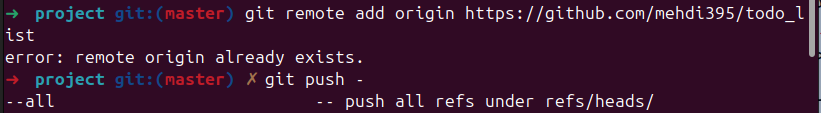 → project git:(master) git remote add origin https://github.com/mehdi395/todo_l
ist
error: remote origin already exists.
→ project git:(master) ✗ git push -
--all -- push all refs under refs/heads/